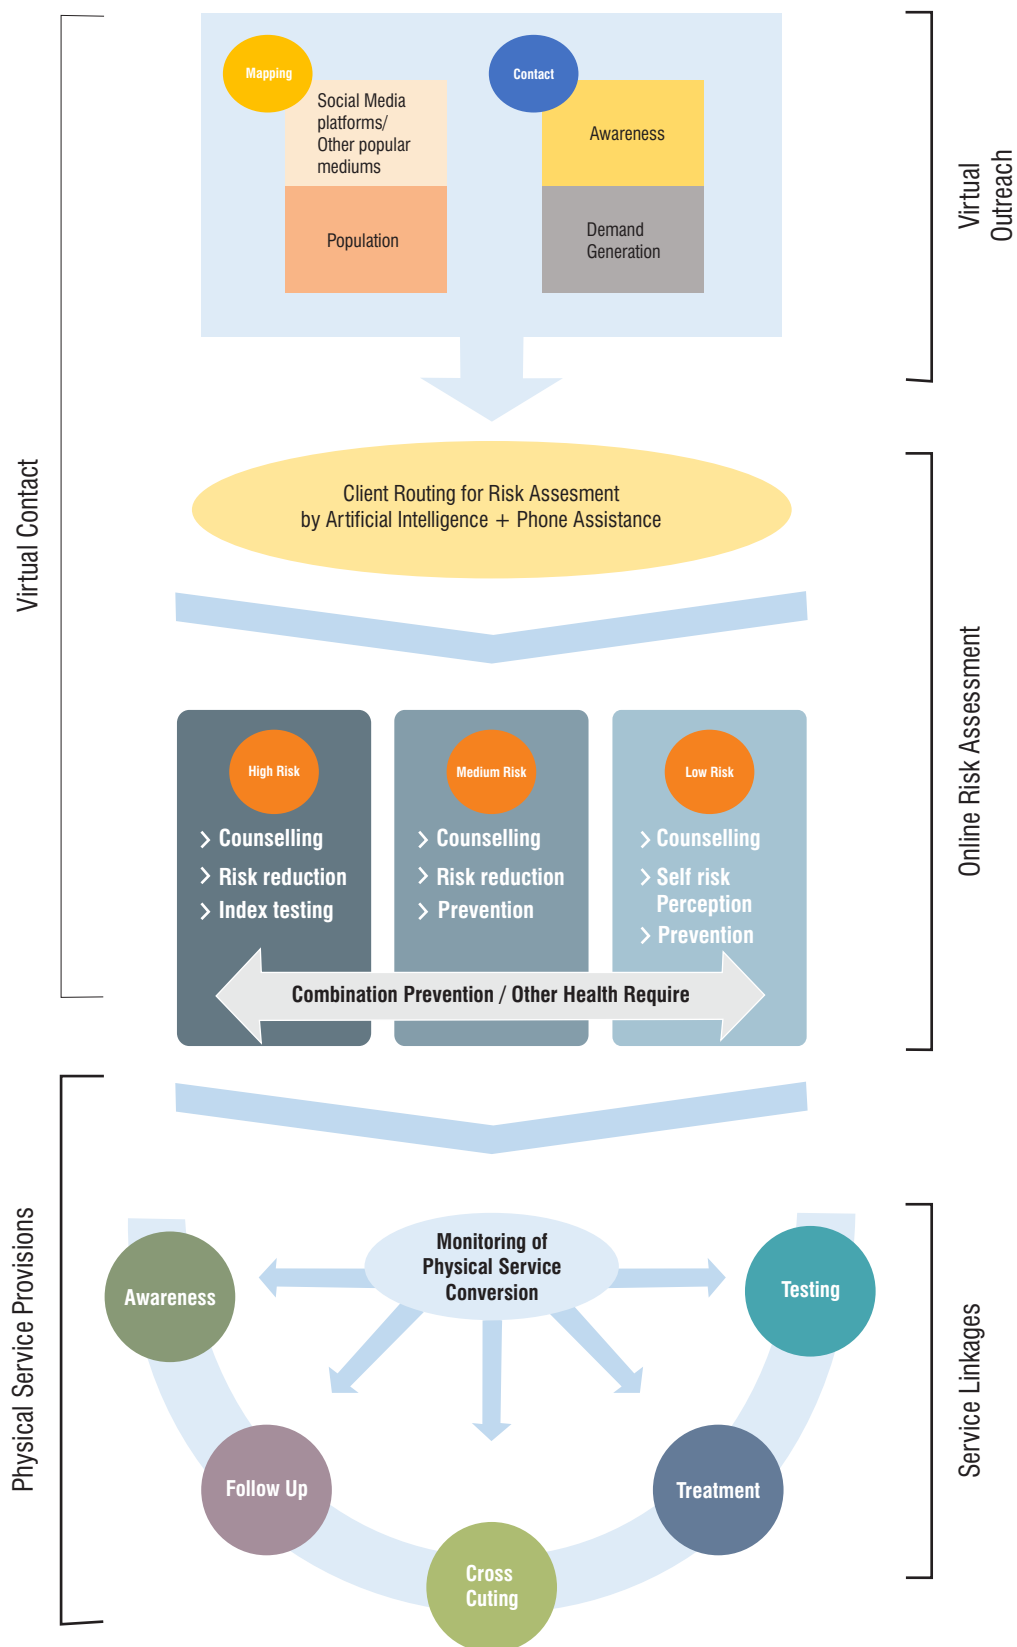 Mapping
Social Media
platforms/
Other popular
mediums
Population
Contact
Awareness
Demand
Generation
Virtual
Outreach
Virtual Contact
Client Routing for Risk Assesment
by Artificial Intelligence + Phone Assistance
Online Risk Assessment
High Risk
Counselling
Risk reduction
Index testing
Medium Risk
Counselling
Risk reduction
Prevention
Low Risk
Counselling
Self risk
Perception
Prevention
Combination Prevention / Other Health Require
Physical Service Provisions
Monitoring of
Physical Service
Conversion
Awareness
Follow Up
Cross
Cuting
Treatment
Testing
Service Linkages